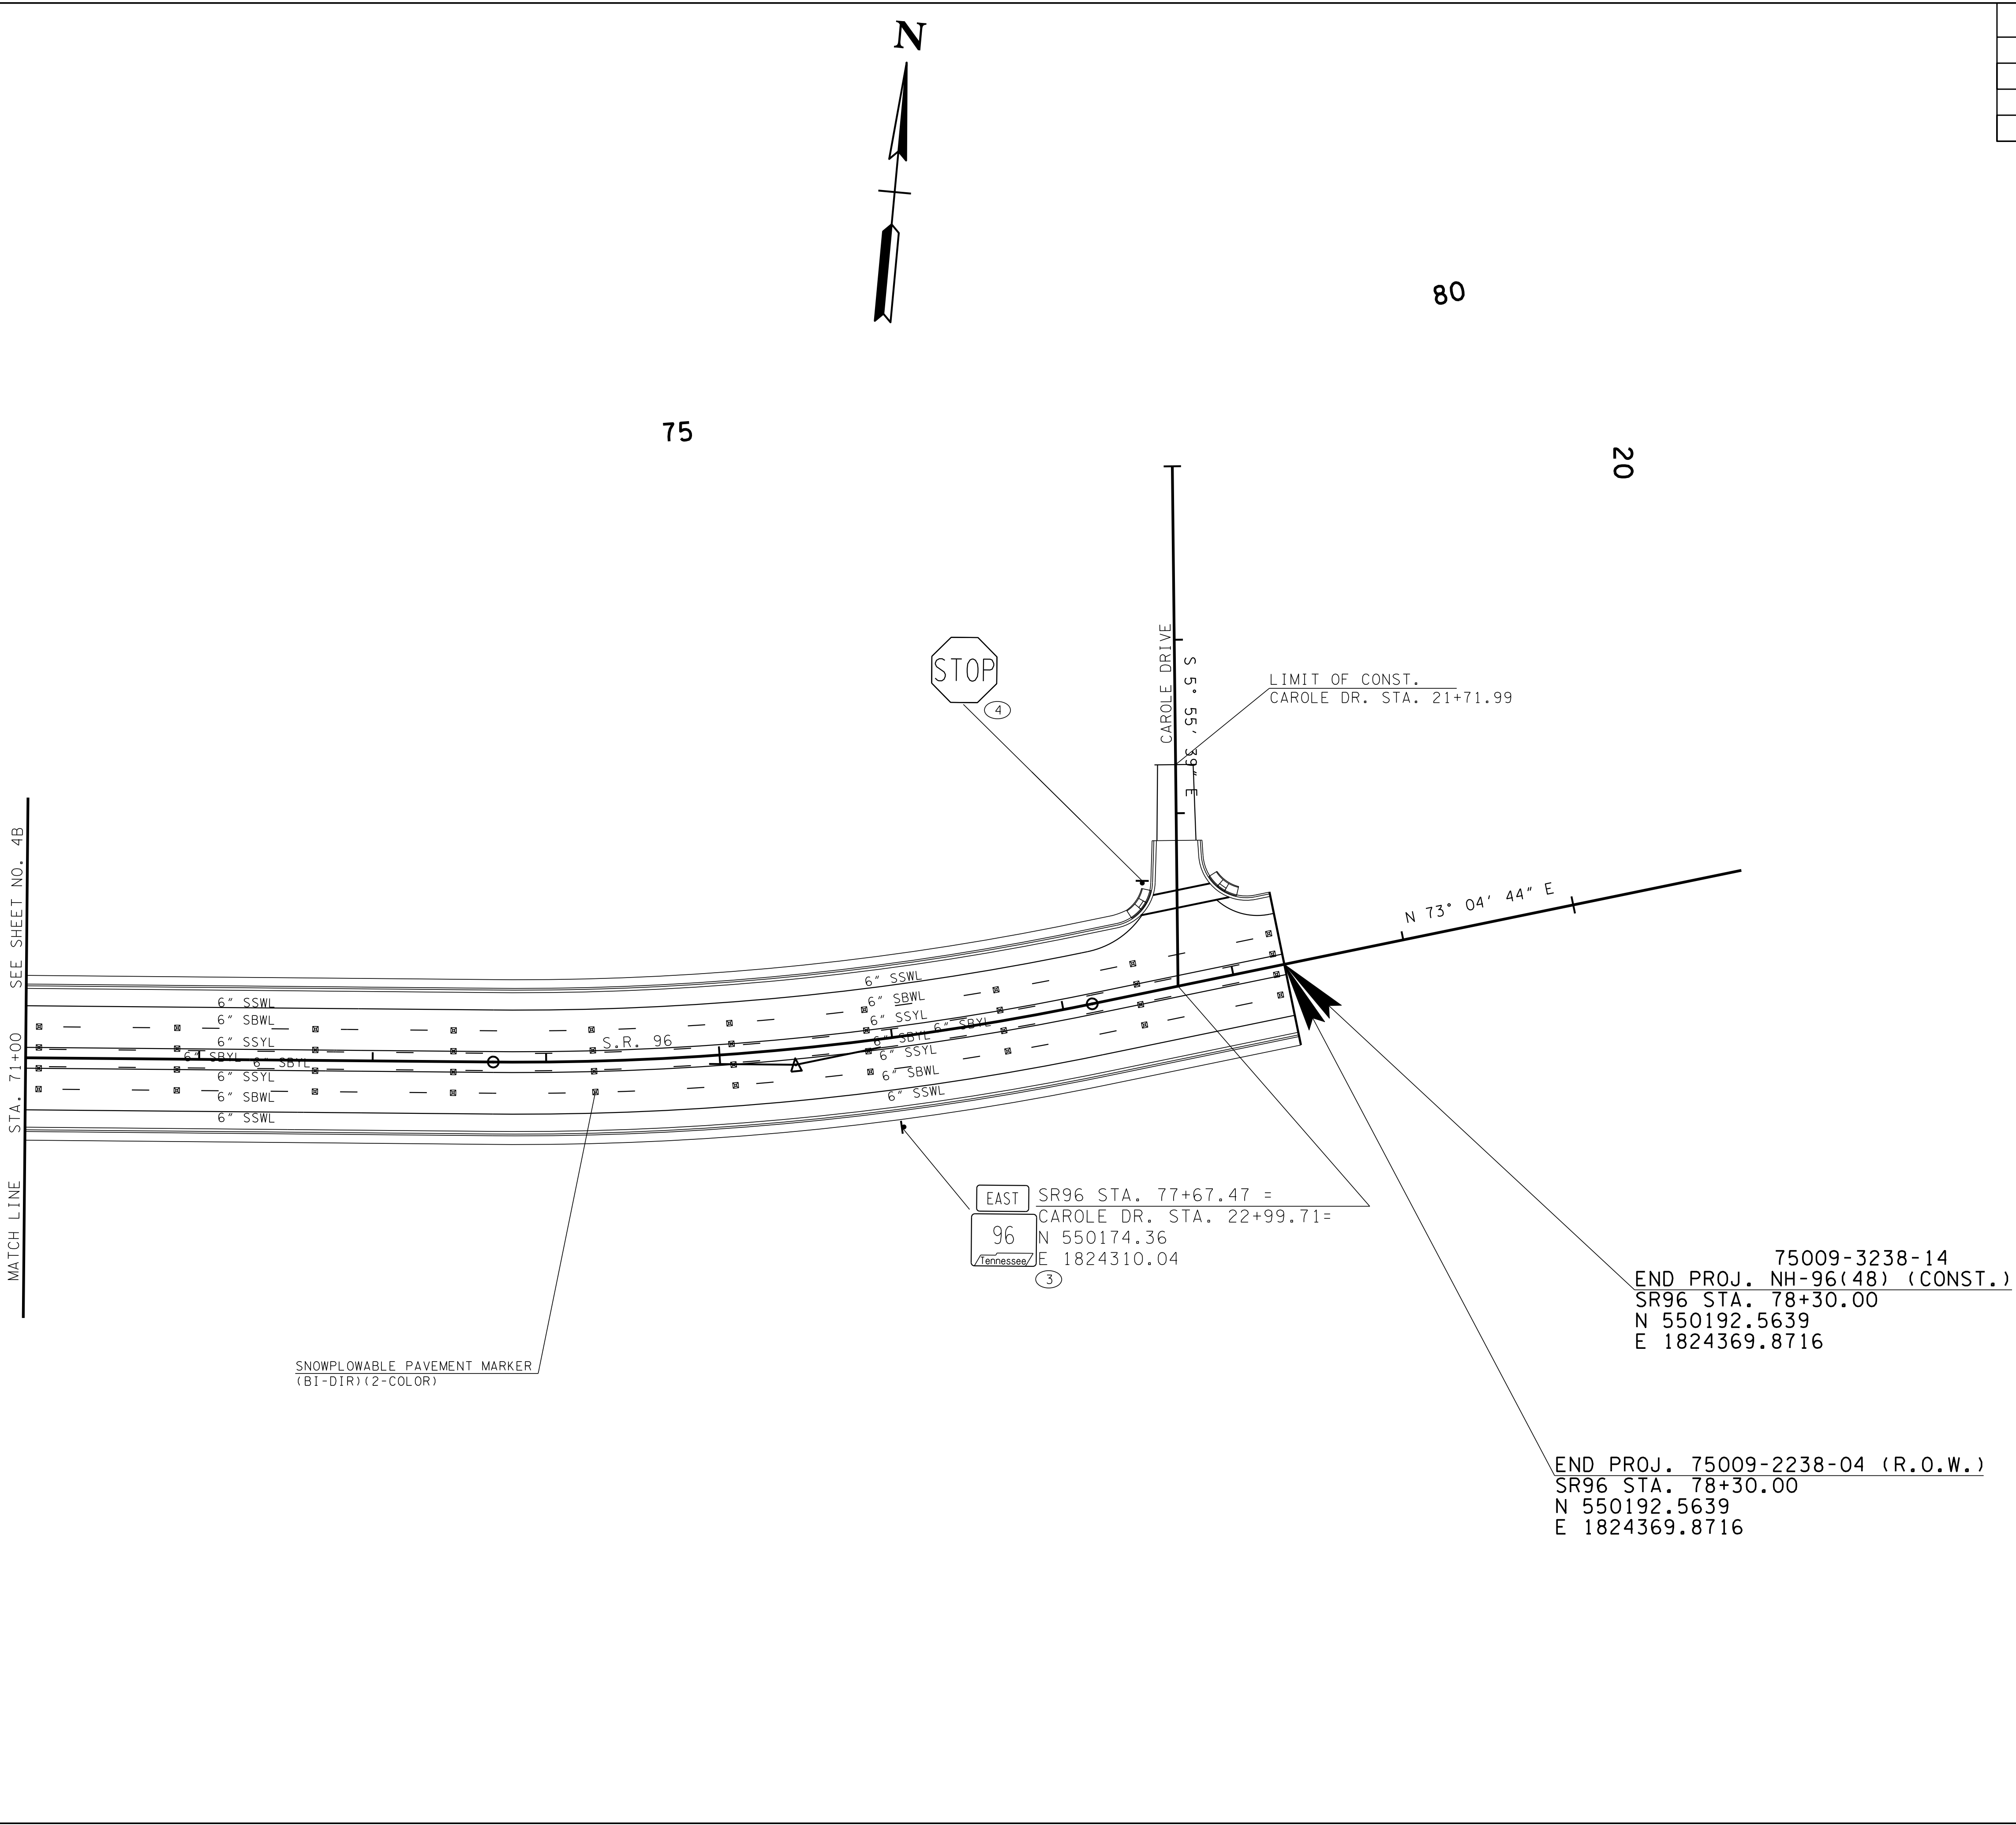 N
80
75
20
STOP
4
CAROLE DRIVE
S 5° 55' 39" E
LIMIT OF CONST.
CAROLE DR. STA. 21+71.99
MATCH LINE STA. 71+00 SEE SHEET NO. 4B
N 73° 04' 44" E
6" SSWL
6" SBWL
6" SSYL
6" SBYL
6" SBYL
6" SSYL
6" SBWL
6" SSWL
S.R. 96
6" SSWL
6" SBWL
6" SSYL
6" SBYL
6" SBYL
6" SSYL
6" SBWL
6" SSWL
EAST
96
Tennessee
SR96 STA. 77+67.47 =
CAROLE DR. STA. 22+99.71=
N 550174.36
E 1824310.04
3
75009-3238-14
END PROJ. NH-96(48) (CONST.)
SR96 STA. 78+30.00
N 550192.5639
E 1824369.8716
SNOWPLOWABLE PAVEMENT MARKER
(BI-DIR)(2-COLOR)
END PROJ. 75009-2238-04 (R.O.W.)
SR96 STA. 78+30.00
N 550192.5639
E 1824369.8716